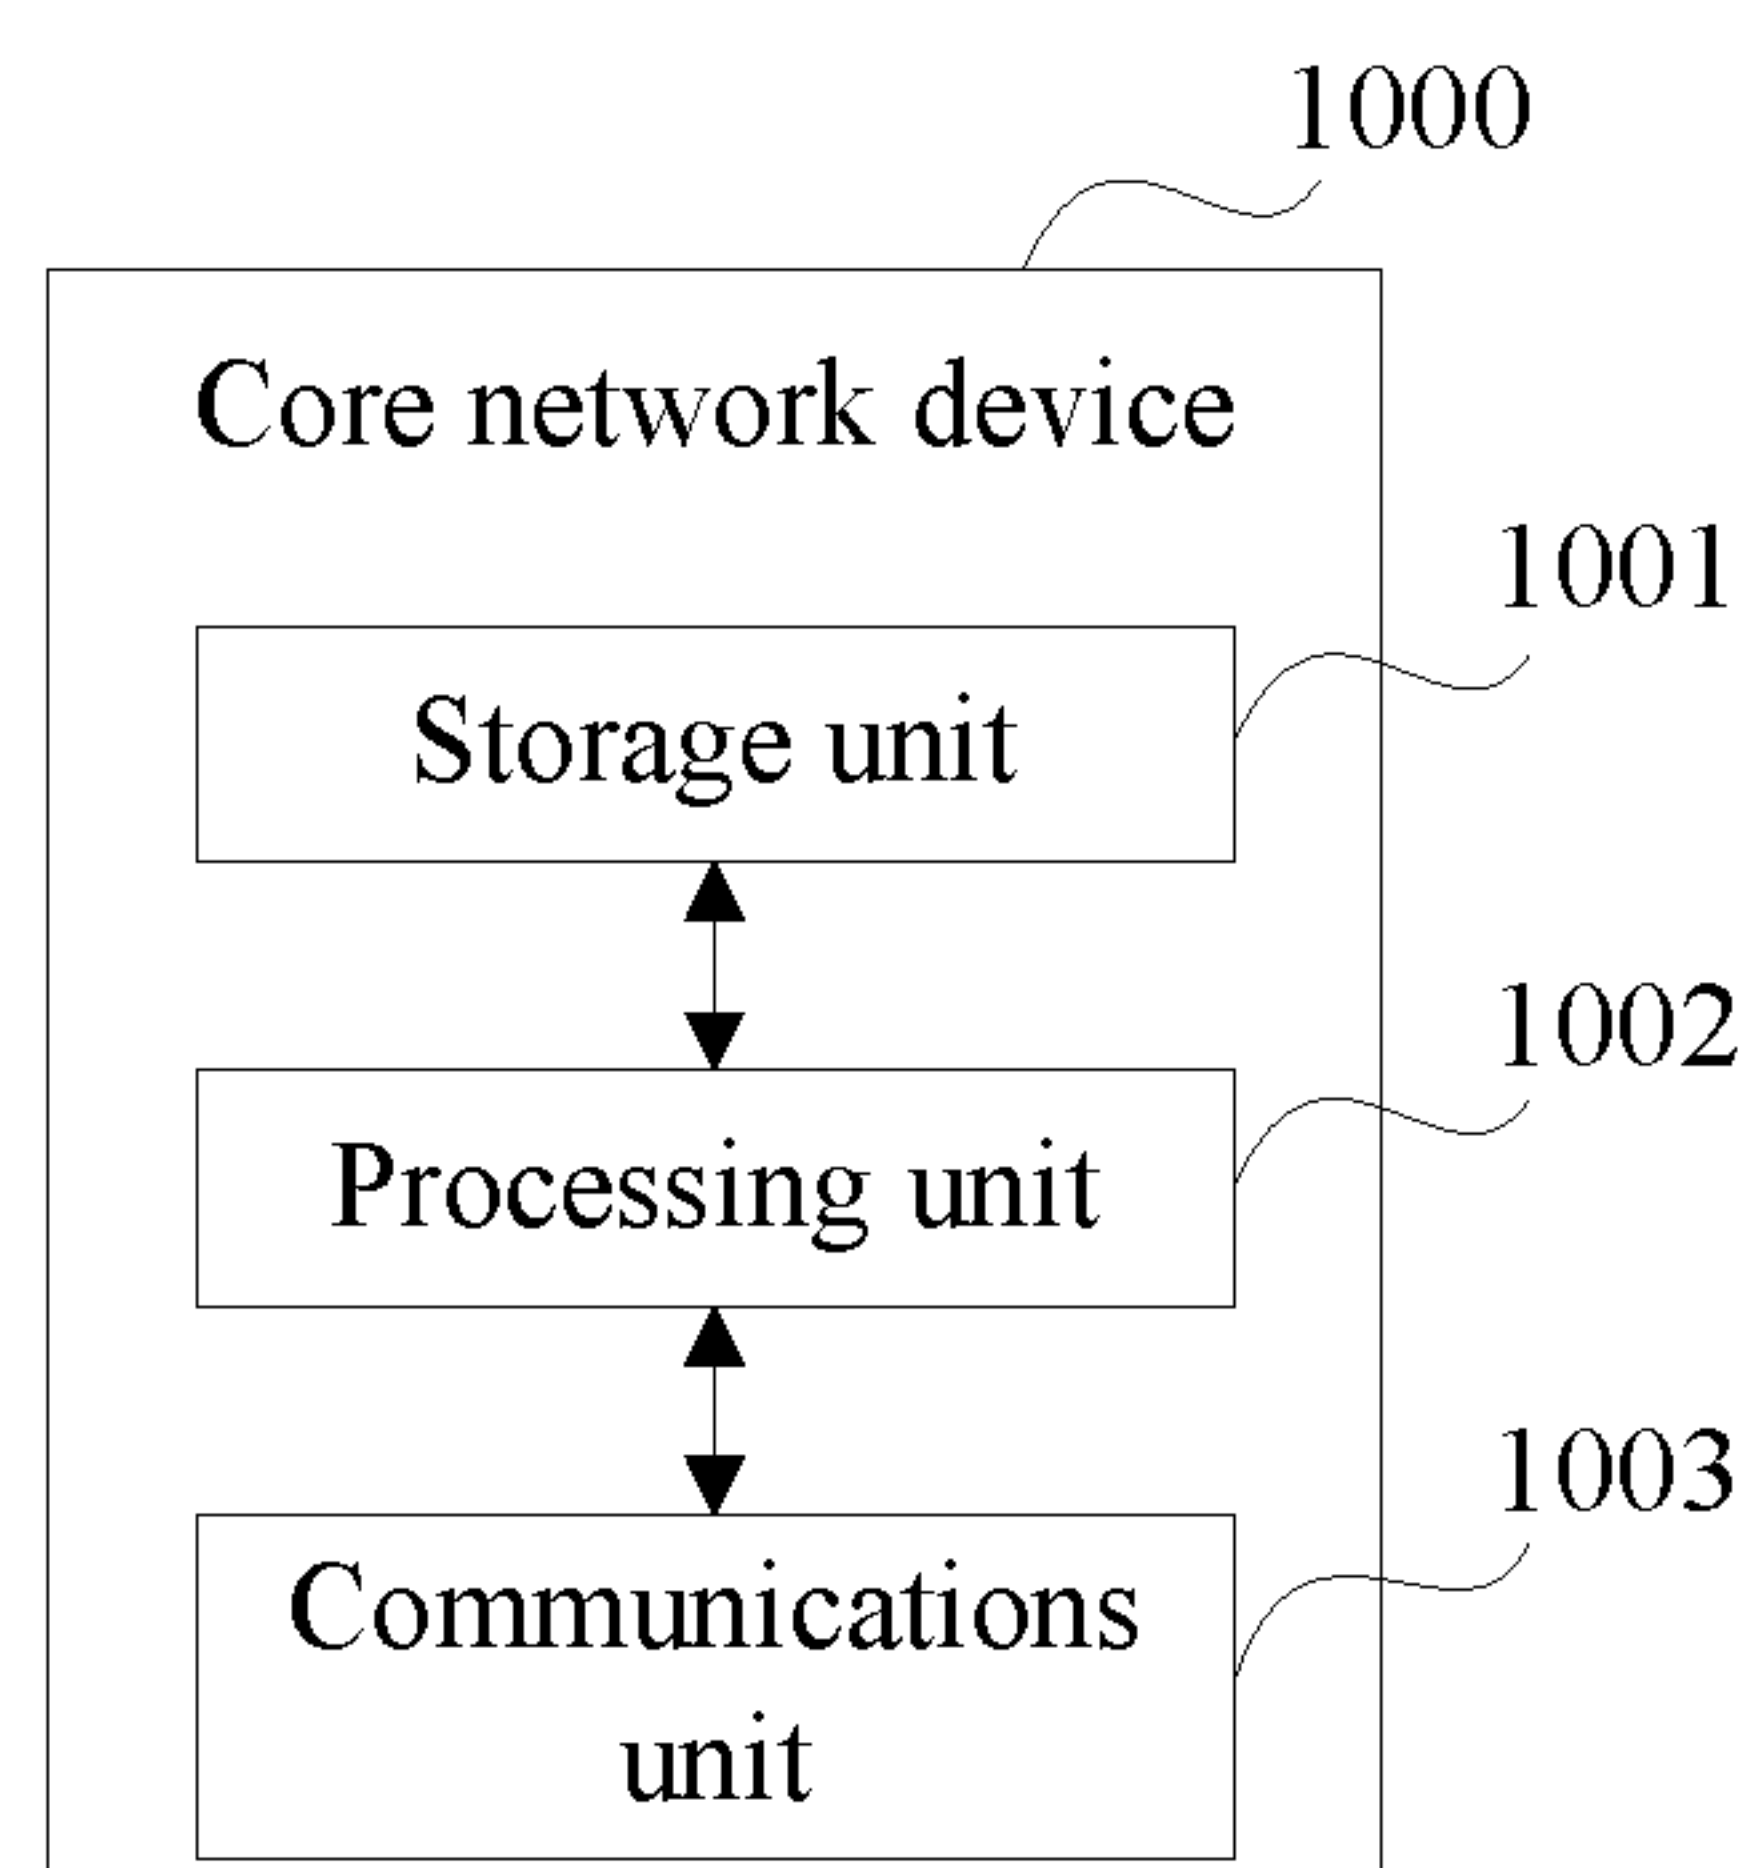 1000
Core network device
1001
Storage unit
1002
Processing unit
1003
Communications
unit